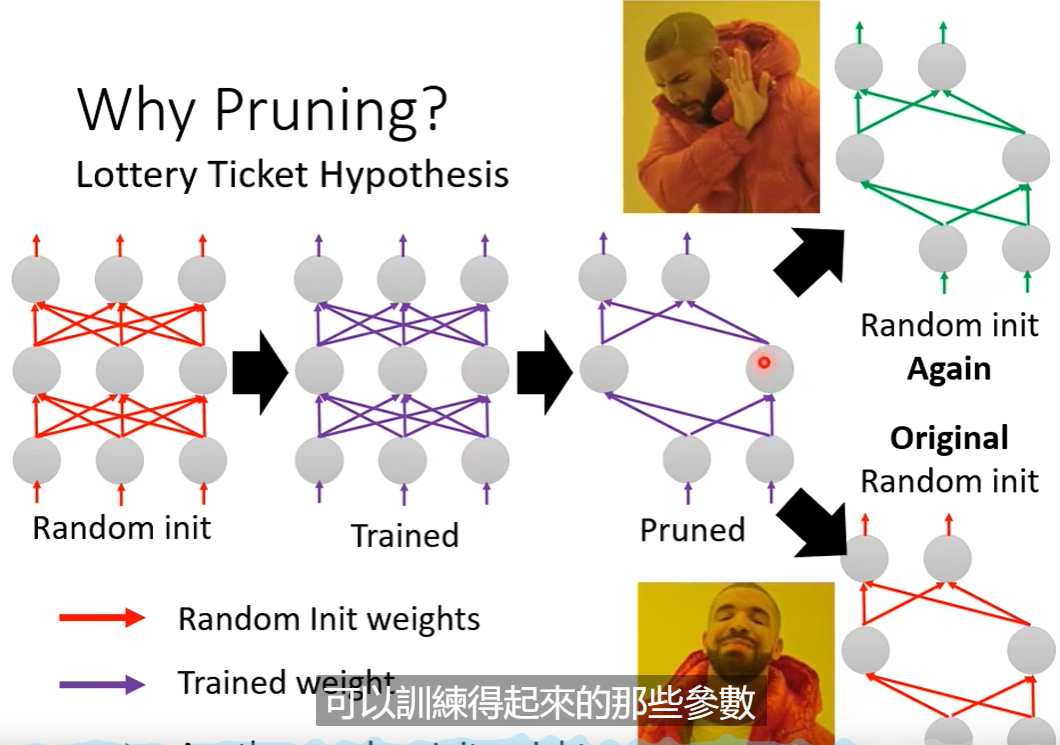 Why Pruning?
Lottery Ticket Hypothesis
Random init
Again
Original
Random init
Random init
Trained
Pruned
Random Init weights
Trained weight
可以訓練得起來的那些參數